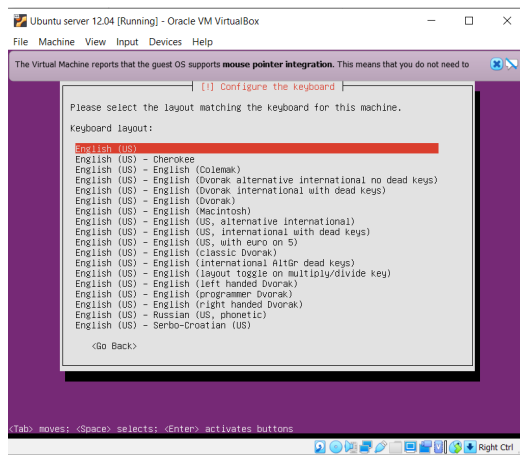 Ubuntu server 12.04 [Running] - Oracle VM VirtualBox
File Machine View Input Devices Help
The Virtual Machine reports that the guest OS supports mouse pointer integration. This means that you do not need to
[!] Configure the keyboard
Please select the layout matching the keyboard for this machine.
Keyboard layout:
English (US)
English (US) - Cherokee
English (US) - English (Colemak)
English (US) - English (Dvorak alternative international no dead keys)
English (US) - English (Dvorak international with dead keys)
English (US) - English (Dvorak)
English (US) - English (Macintosh)
English (US) - English (US, alternative international)
English (US) - English (US, international with dead keys)
English (US) - English (US, with euro on 5)
English (US) - English (classic Dvorak)
English (US) - English (international AltGr dead keys)
English (US) - English (layout toggle on multiply/divide key)
English (US) - English (left handed Dvorak)
English (US) - English (programmer Dvorak)
English (US) - English (right handed Dvorak)
English (US) - Russian (US, phonetic)
English (US) - Serbo-Croatian (US)
<Go Back>
<Tab> moves; <Space> selects; <Enter> activates buttons
Right Ctrl